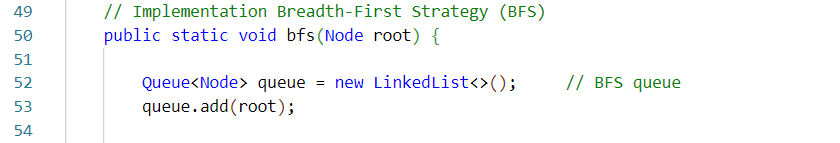 49 // Implementation Breadth-First Strategy (BFS)
50 public static void bfs(Node root) {
51
52 Queue<Node> queue = new LinkedList<>(); // BFS queue
53 queue.add(root);
54